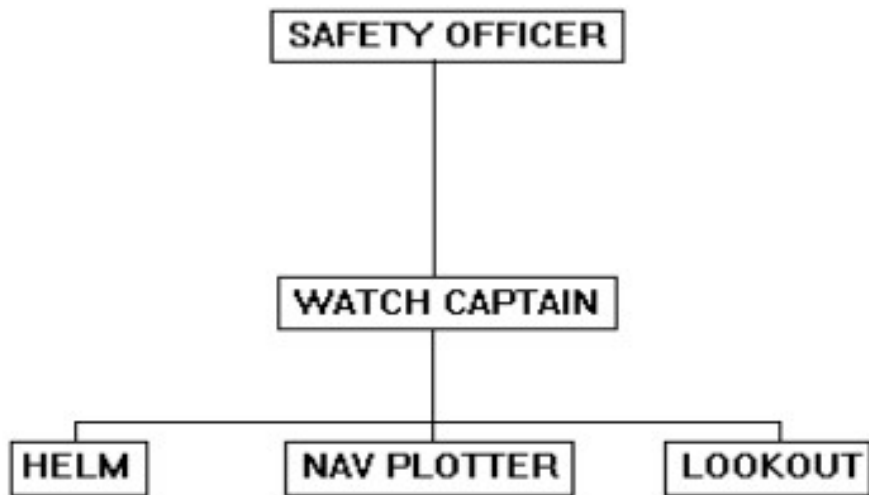 SAFETY OFFICER
WATCH CAPTAIN
HELM
NAV PLOTTER
LOOKOUT